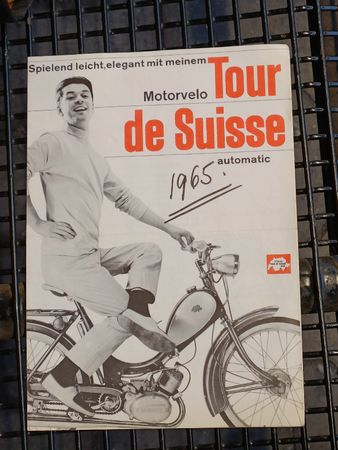 Spielend leicht,elegant mit meinem
Tour
Motorvelo
de Suisse
automatic
1965.